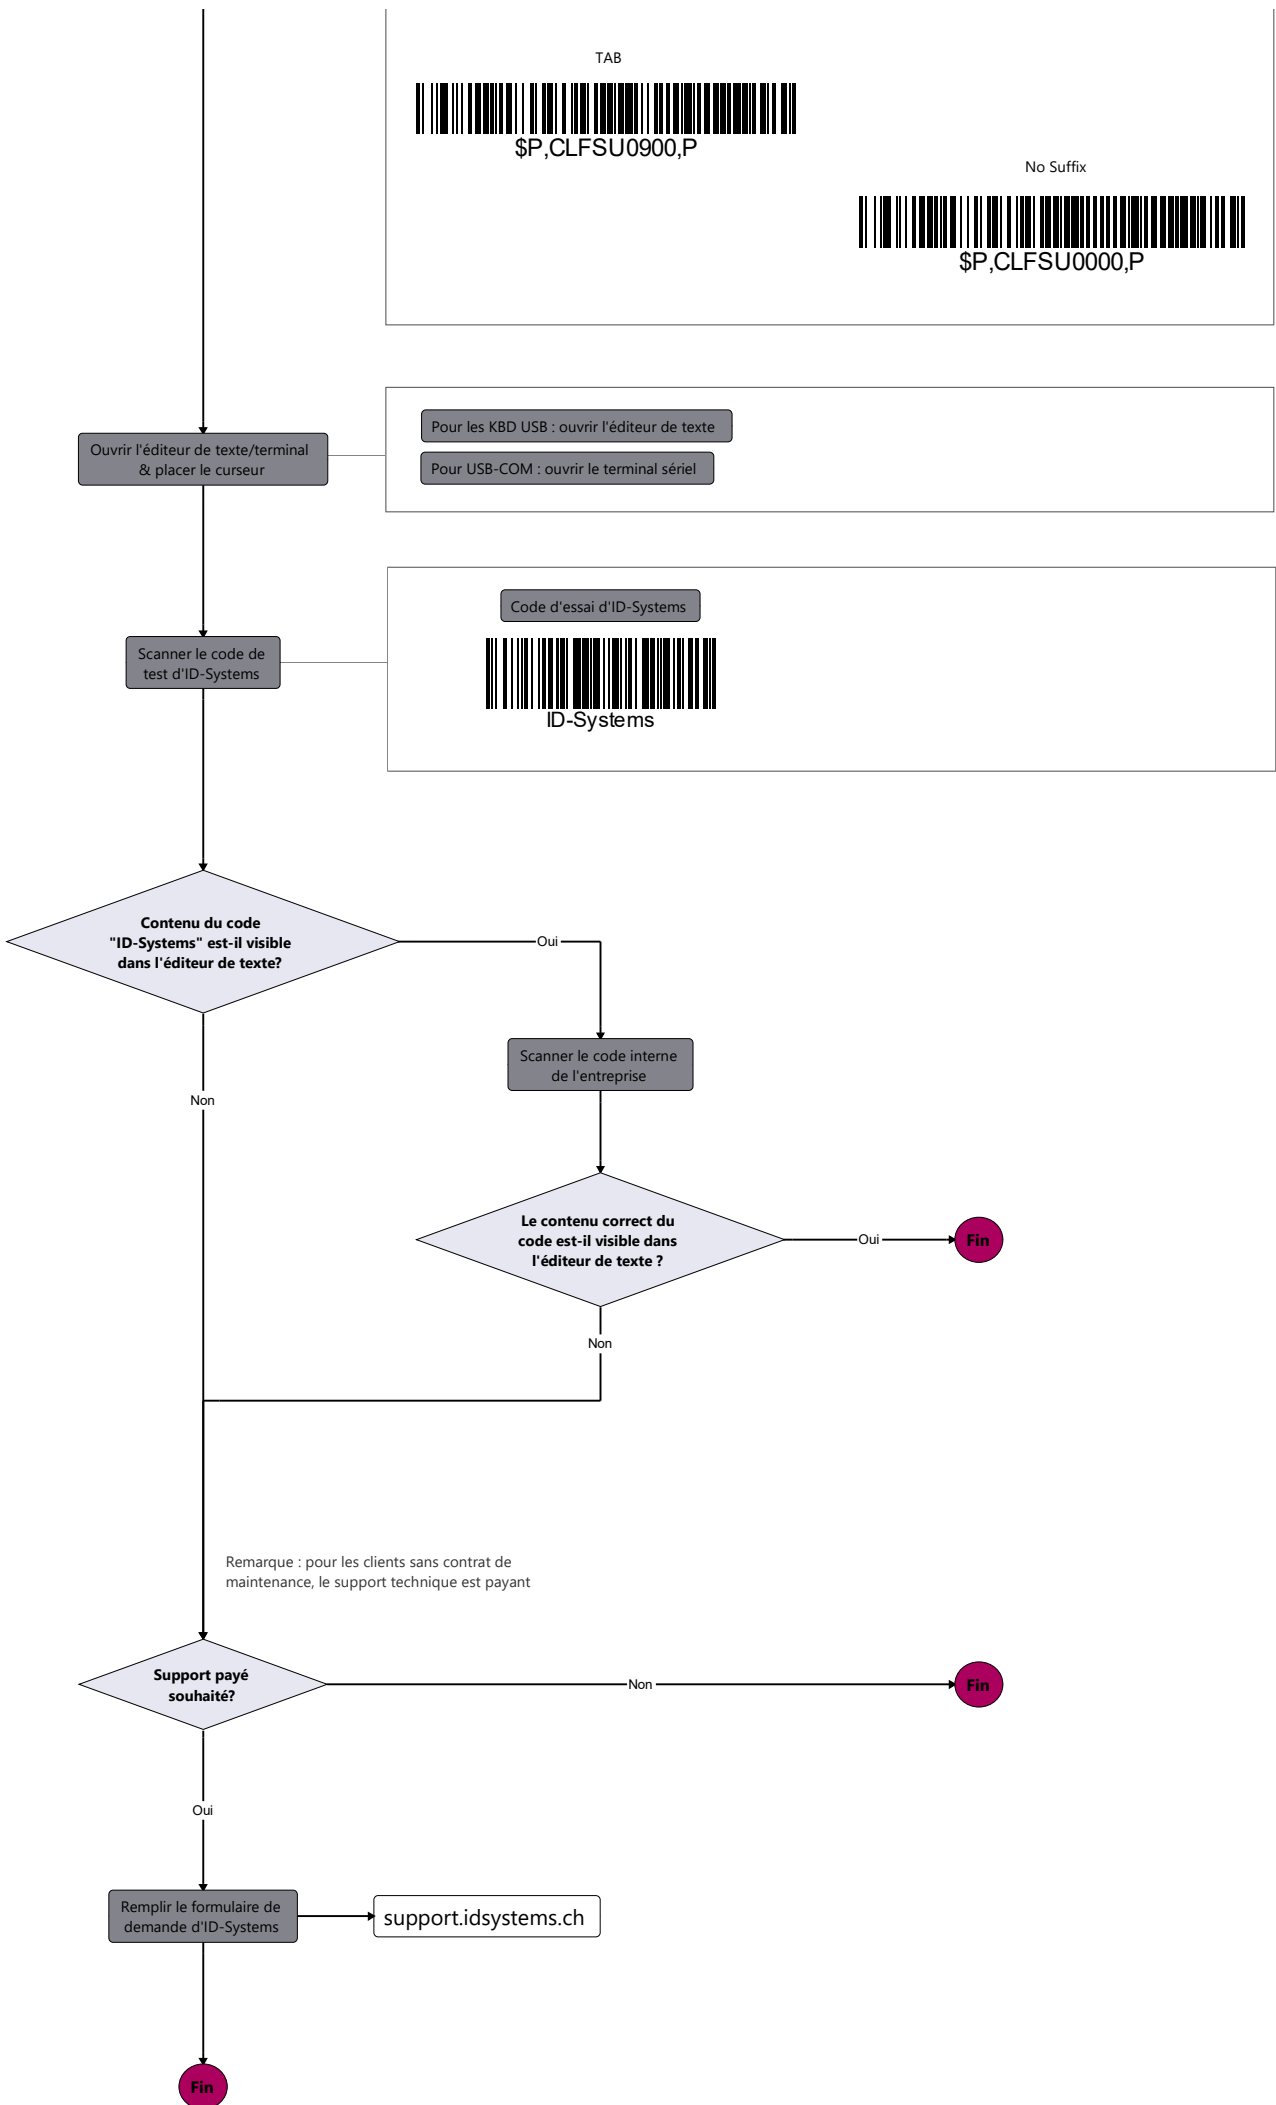 TAB
$P,CLFSU0900,P
No Suffix
$P,CLFSU0000,P
Ouvrir l'éditeur de texte/terminal
& placer le curseur
Pour les KBD USB : ouvrir l'éditeur de texte
Pour USB-COM : ouvrir le terminal sériel
Scanner le code de
test d'ID-Systems
Code d'essai d'ID-Systems
ID-Systems
Contenu du code
"ID-Systems" est-il visible
dans l'éditeur de texte?
Oui
Scanner le code interne
de l'entreprise
Non
Le contenu correct du
code est-il visible dans
l'éditeur de texte ?
Oui
Fin
Non
Remarque : pour les clients sans contrat de
maintenance, le support technique est payant
Support payé
souhaité?
Non
Fin
Oui
Remplir le formulaire de
demande d'ID-Systems
support.idsystems.ch
Fin